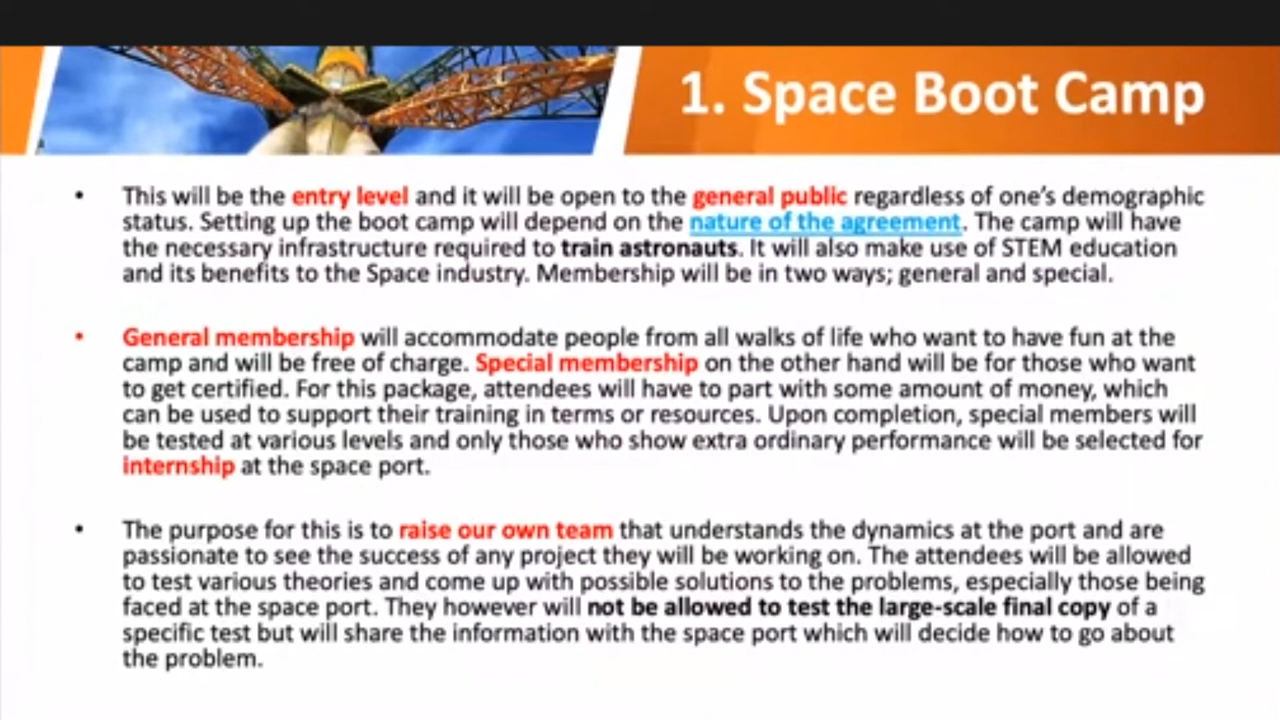 1. Space Boot Camp
• This will be the entry level and it will be open to the general public regardless of one's demographic
status. Setting up the boot camp will depend on the nature of the agreement. The camp will have
the necessary infrastructure required to train astronauts. It will also make use of STEM education
and its benefits to the Space industry. Membership will be in two ways; general and special.
• General membership will accommodate people from all walks of life who want to have fun at the
camp and will be free of charge. Special membership on the other hand will be for those who want
to get certified. For this package, attendees will have to part with some amount of money, which
can be used to support their training in terms or resources. Upon completion, special members will
be tested at various levels and only those who show extra ordinary performance will be selected for
internship at the space port.
• The purpose for this is to raise our own team that understands the dynamics at the port and are
passionate to see the success of any project they will be working on. The attendees will be allowed
to test various theories and come up with possible solutions to the problems, especially those being
faced at the space port. They however will not be allowed to test the large-scale final copy of a
specific test but will share the information with the space port which will decide how to go about
the problem.